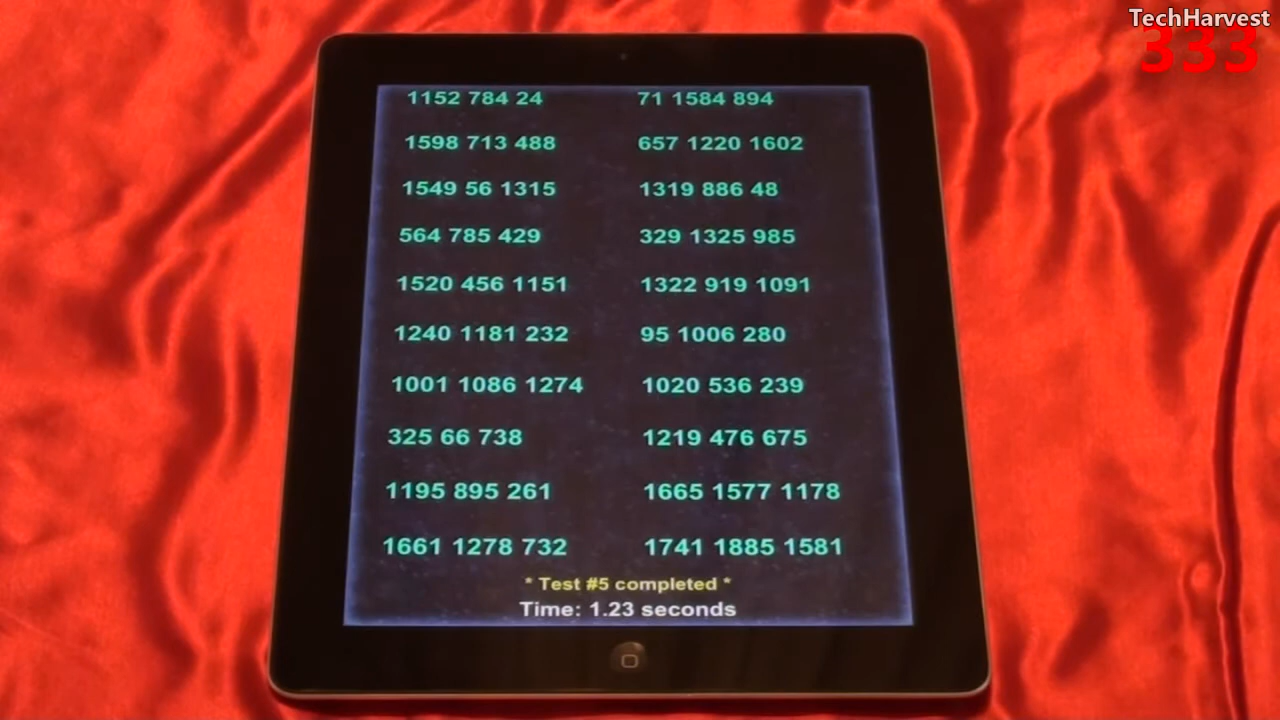 TechHarvest
333
1152 784 24 71 1584 894
1598 713 488 657 1220 1602
1549 56 1315 1319 886 48
564 785 429 329 1325 985
1520 456 1151 1322 919 1091
1240 1181 232 95 1006 280
1001 1086 1274 1020 536 239
325 66 738 1219 476 675
1195 895 261 1665 1577 1178
1661 1278 732 1741 1885 1581
* Test #5 completed *
Time: 1.23 seconds